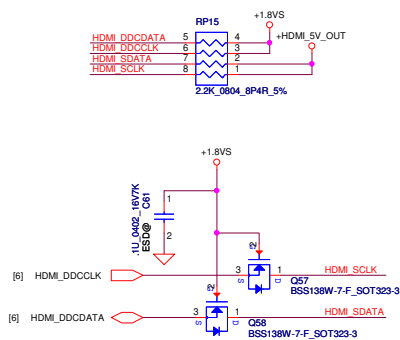 RP15
+1.8VS
+HDMI_5V_OUT
HDMI_DDCDATA 5 4
HDMI_DDCCLK 6 3
HDMI_SDATA 7 2
HDMI_SCLK 8 1
2.2K_0804_8P4R_5%
+1.8VS
.1U_0402_16V7K
ESD@ C61
1
2
2
[6] HDMI_DDCCLK 3 S D 1 HDMI_SCLK
Q57
BSS138W-7-F_SOT323-3
2
[6] HDMI_DDCDATA 3 S D 1 HDMI_SDATA
Q58
BSS138W-7-F_SOT323-3